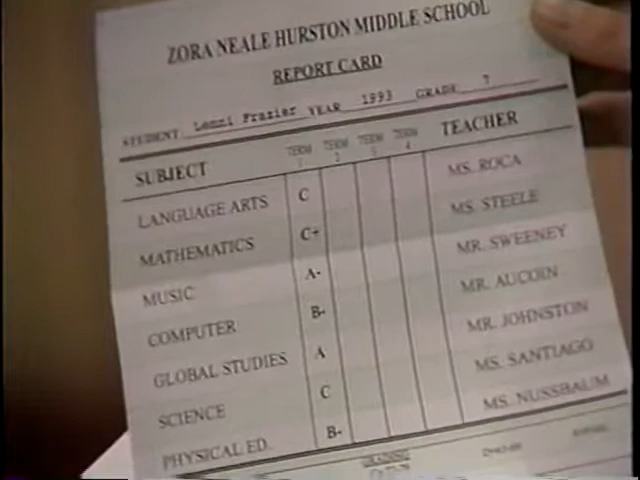 ZORA NEALE HURSTON MIDDLE SCHOOL
REPORT CARD
STUDENT Lenni Frazier YEAR 1993 GRADE 7
SUBJECT TERM 1 TERM 2 TERM 3 TERM 4 TEACHER
LANGUAGE ARTS C MS. ROCA
MATHEMATICS C+ MS. STEELE
MUSIC A- MR. SWEENEY
COMPUTER B- MR. AUCOIN
GLOBAL STUDIES A MR. JOHNSTON
SCIENCE C MS. SANTIAGO
PHYSICAL ED. B- MS. NUSSBAUM
GRADING